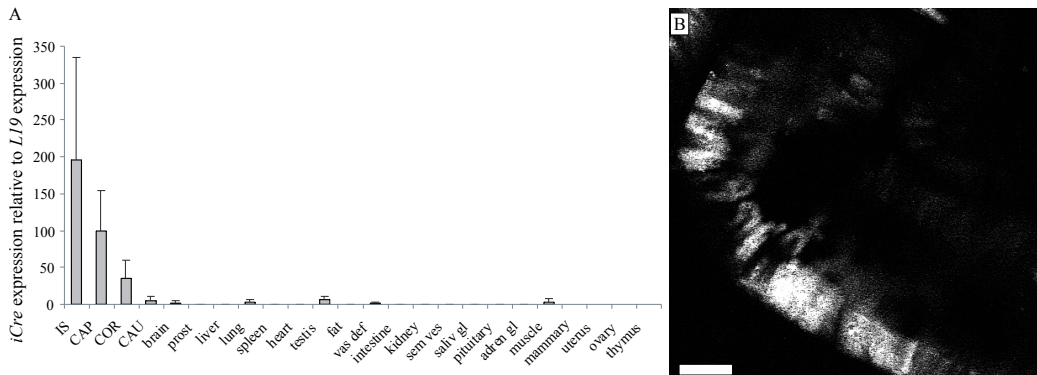 A
iCre expression relative to L19 expression
350
300
250
200
150
100
50
0
IS
CAP
COR
CAU
brain
prost
liver
lung
spleen
heart
testis
fat
vas def
intestine
kidney
sem ves
saliv gl
pituittary
adren gl
muscle
mammary
uterus
ovary
thymus
B